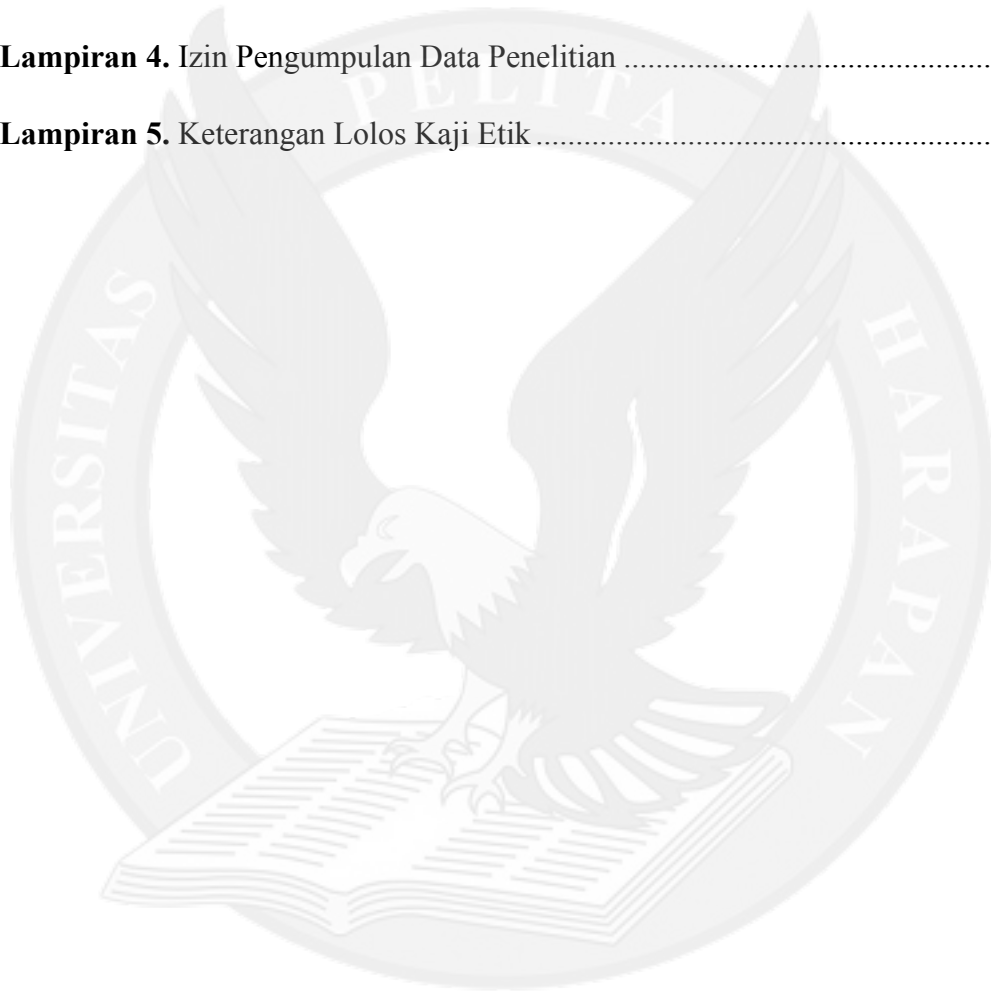 Lampiran 4. Izin Pengumpulan Data Penelitian ..........................................
Lampiran 5. Keterangan Lolos Kaji Etik .........................................................
UNIVERSITAS PELITA HARAPAN